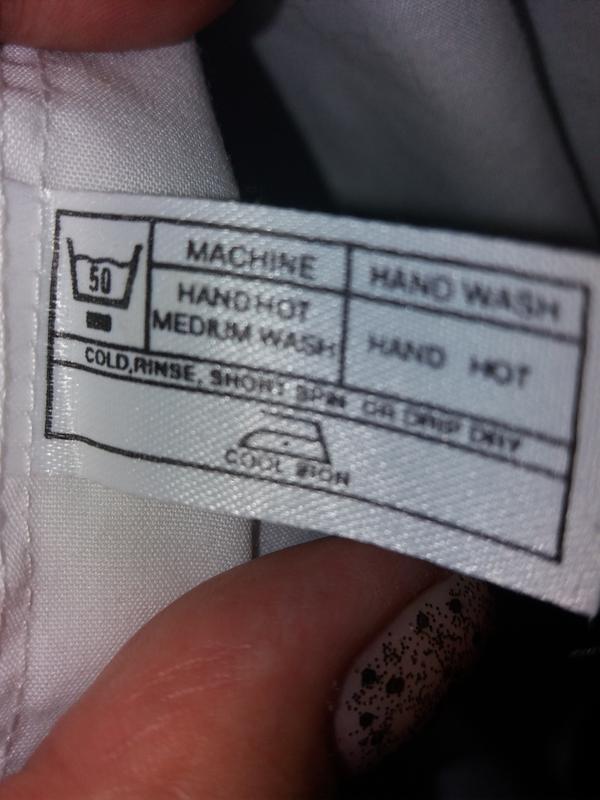 50
MACHINE
HAND WASH
HAND HOT
MEDIUM WASH
HAND HOT
COLD,RINSE, SHORT SPIN OR DRIP DRY
COOL IRON